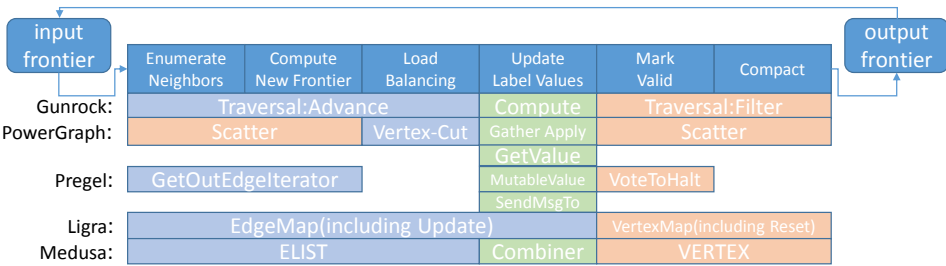 input
frontier
output
frontier
Enumerate
Neighbors
Compute
New Frontier
Load
Balancing
Update
Label Values
Mark
Valid
Compact
Gunrock: Traversal:Advance Compute Traversal:Filter
PowerGraph: Scatter Vertex-Cut Gather Apply Scatter
GetValue
Pregel: GetOutEdgeIterator MutableValue VoteToHalt
SendMsgTo
Ligra: EdgeMap(including Update) VertexMap(including Reset)
Medusa: ELIST Combiner VERTEX